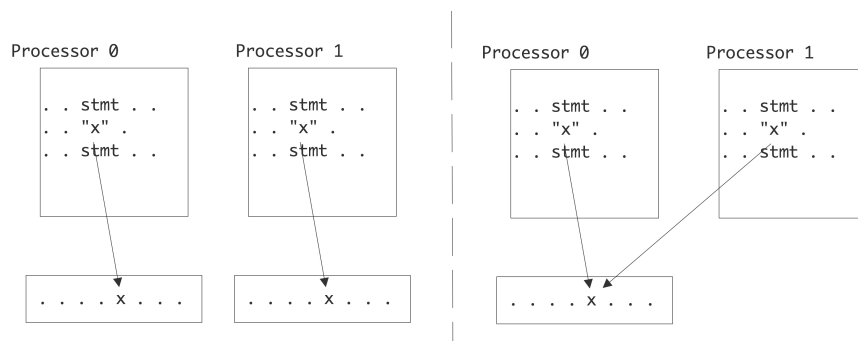 Processor 0
Processor 1
. . stmt . .
. . "x" .
. . stmt . .
. . stmt . .
. . "x" .
. . stmt . .
. . . . x . . .
. . . . x . . .
Processor 0
Processor 1
. . stmt . .
. . "x" .
. . stmt . .
. . stmt . .
. . "x" .
. . stmt . .
. . . . x . . .